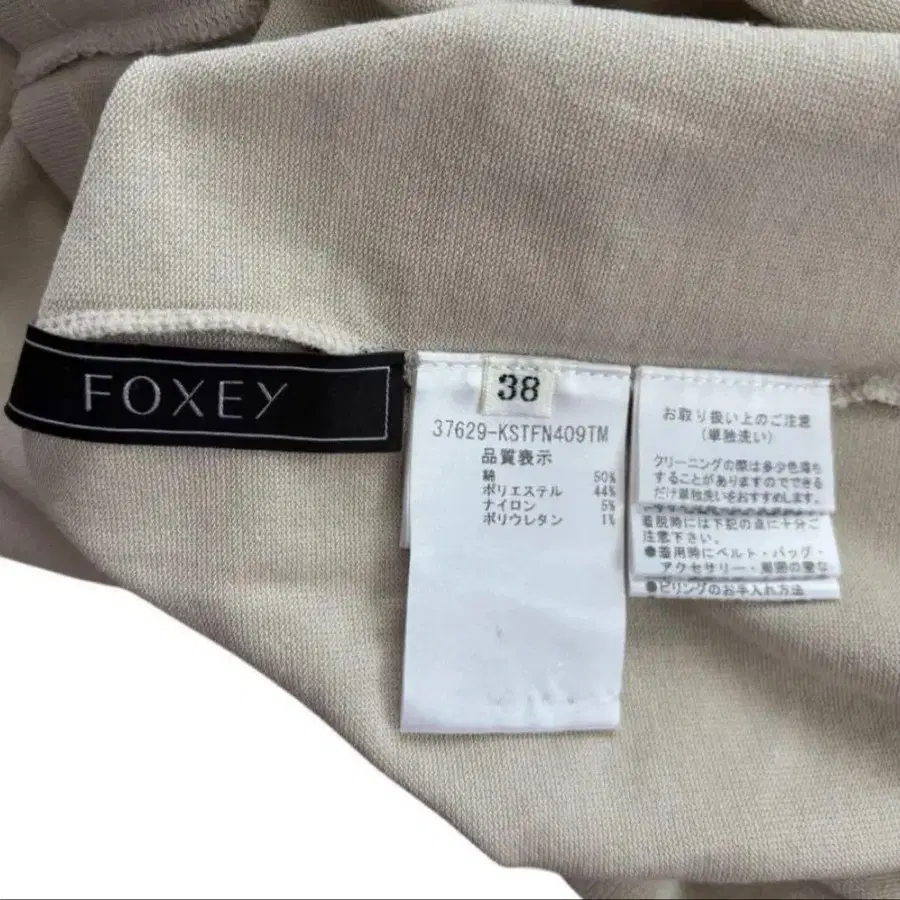 FOXEY
38
37629-KSTFN409TM
品質表示
綿 50%
ポリエステル 44%
ナイロン 5%
ポリウレタン 1%
お取り扱い上のご注意
(単独洗い)
クリーニングの際は多少色落ち
することがありますのでできる
だけ単独洗いをおすすめします。
着脱時には下記の点に十分ご
注意下さい。
●着用時にベルト・バッグ・
アクセサリー・周囲の壁な
●ピリングのお手入れ方法